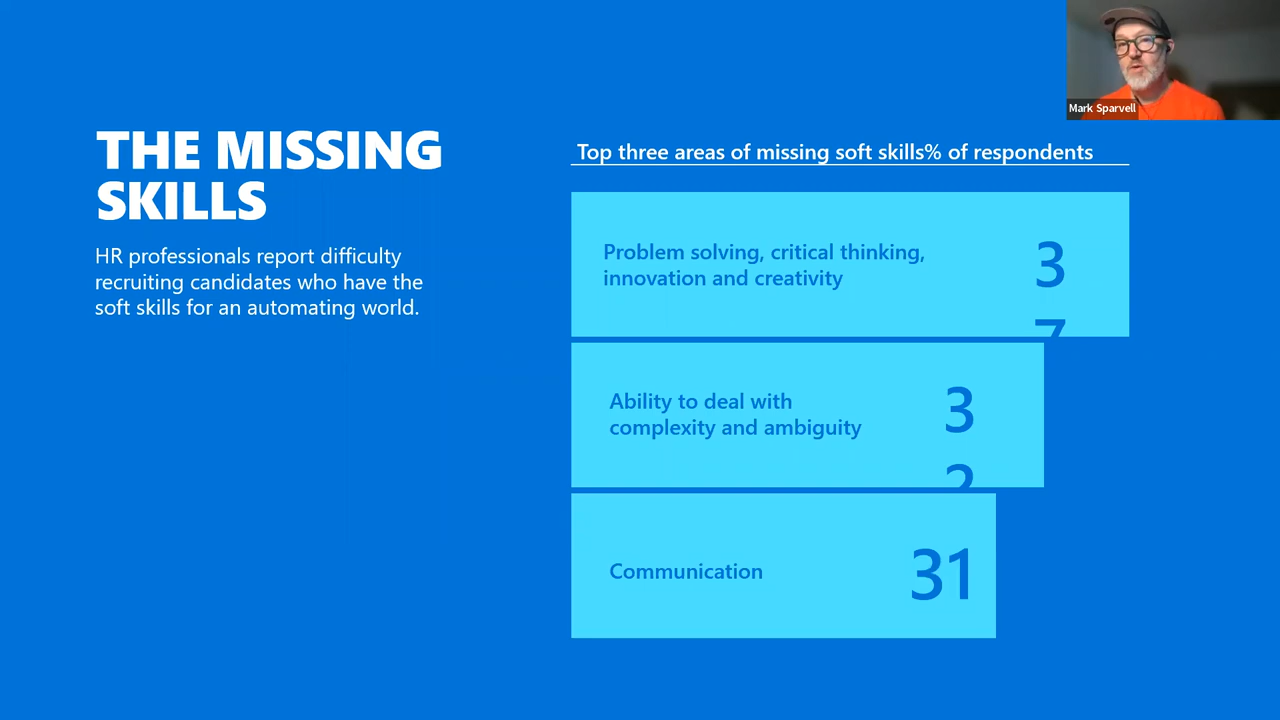 Mark Sparvell
THE MISSING
SKILLS
HR professionals report difficulty
recruiting candidates who have the
soft skills for an automating world.
Top three areas of missing soft skills% of respondents
Problem solving, critical thinking,
innovation and creativity
3
7
Ability to deal with
complexity and ambiguity
3
2
Communication
31